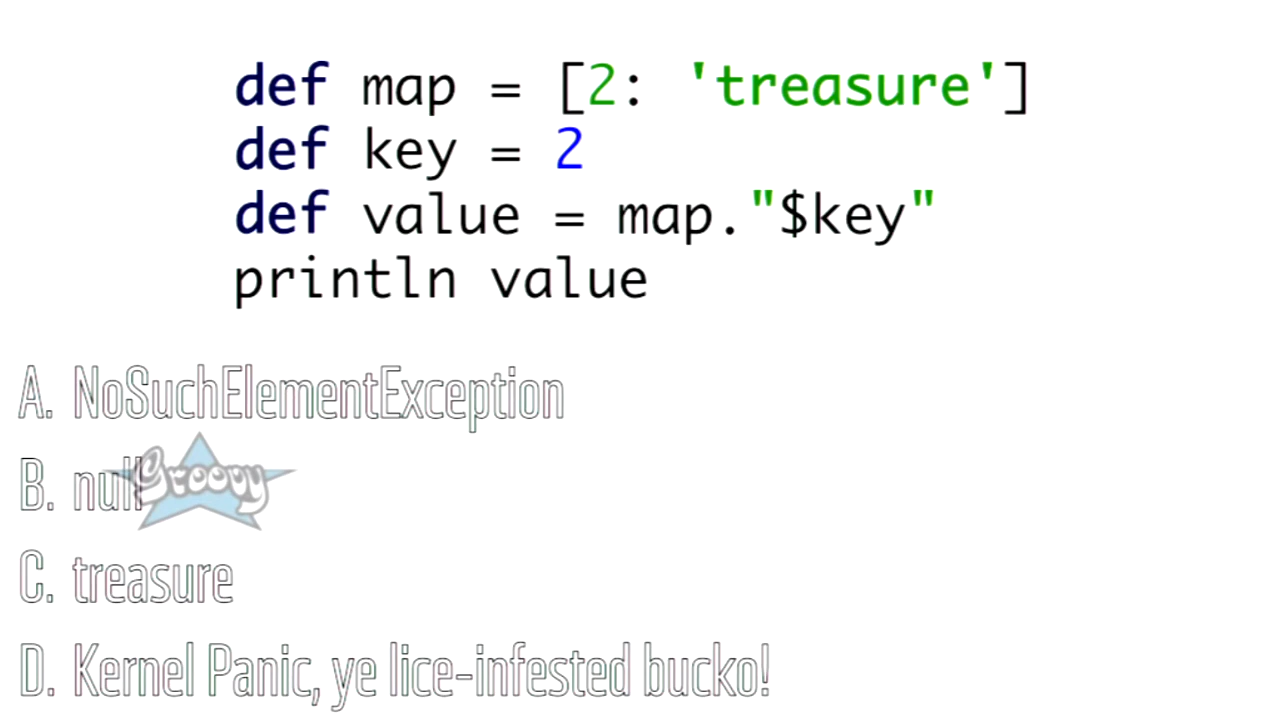 def map = [2: 'treasure']
def key = 2
def value = map."$key"
println value
A. NoSuchElementException
B. null
Groovy
C. treasure
D. Kernel Panic, ye lice-infested bucko!